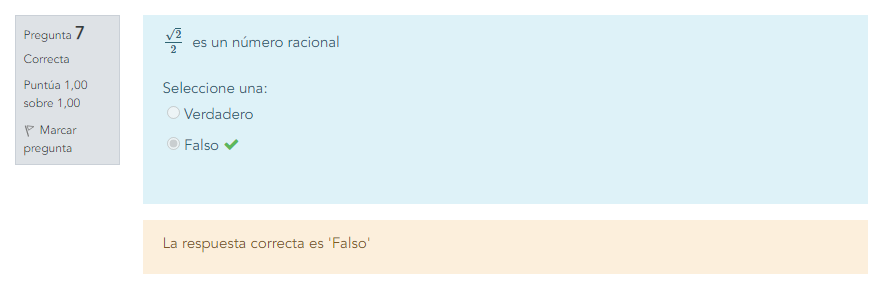 Pregunta 7
Correcta
Puntúa 1,00
sobre 1,00
Marcar
pregunta
√2/2 es un número racional
Seleccione una:
Verdadero
Falso
La respuesta correcta es 'Falso'